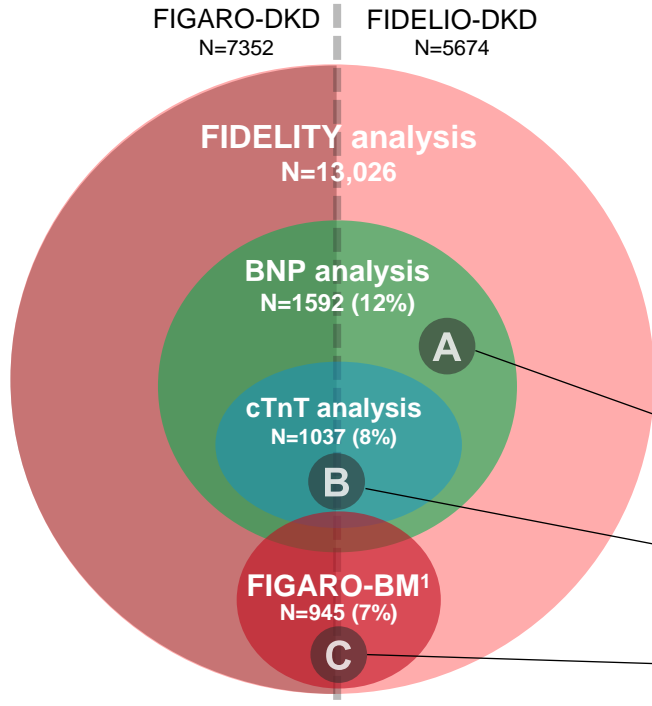 FIGARO-DKD
N=7352
FIDELIO-DKD
N=5674
FIDELITY analysis
N=13,026
BNP analysis
N=1592 (12%)
A
cTnT analysis
N=1037 (8%)
B
FIGARO-BM¹
N=945 (7%)
C